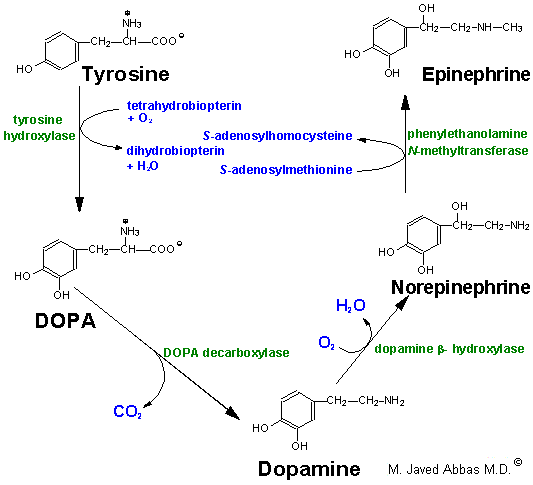 ⊕
NH₃
CH₂—CH—COO ⊖
HO
Tyrosine
tyrosine
hydroxylase
tetrahydrobiopterin
+ O₂
dihydrobiopterin
+ H₂O
⊕
NH₃
CH₂—CH—COO ⊖
HO
OH
DOPA
DOPA decarboxylase
CO₂
CH₂—CH₂—NH₂
HO
OH
Dopamine
O₂
H₂O
dopamine β- hydroxylase
OH
CH—CH₂—NH₂
HO
OH
Norepinephrine
S-adenosylhomocysteine
S-adenosylmethionine
phenylethanolamine
N-methyltransferase
OH
CH—CH₂—NH—CH₃
HO
OH
Epinephrine
M. Javed Abbas M.D. ©